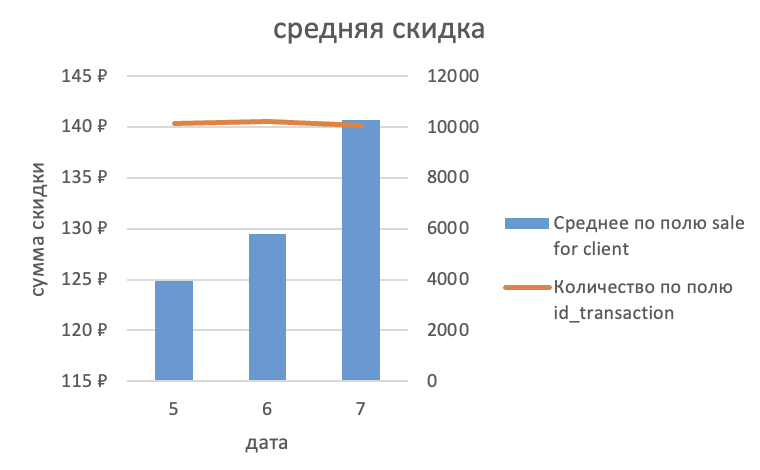 средняя скидка
145 ₽
140 ₽
135 ₽
130 ₽
125 ₽
120 ₽
115 ₽
сумма скидки
12000
10000
8000
6000
4000
2000
0
5 6 7
дата
Среднее по полю sale
for client
Количество по полю
id_transaction